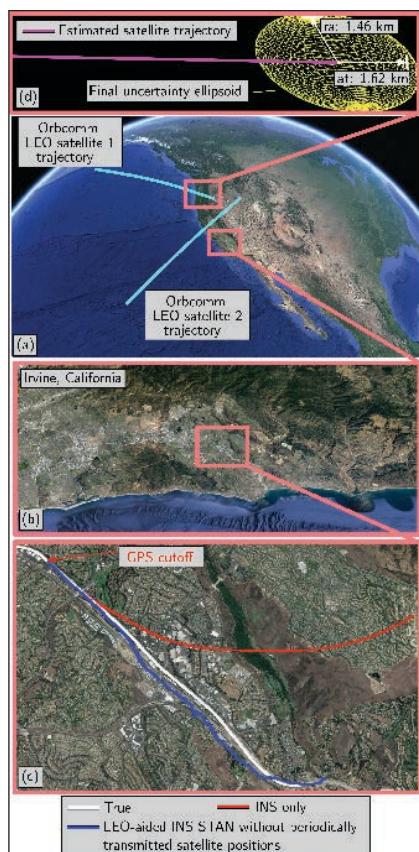 Estimated satellite trajectory
ra: 1.46 km
at: 1.62 km
Final uncertainty ellipsoid
(d)
Orbcomm
LEO satellite 1
trajectory
Orbcomm
LEO satellite 2
trajectory
(a)
Irvine, California
(b)
GPS cutoff
(c)
True
INS only
LEO-aided INS STAN without periodically
transmitted satellite positions